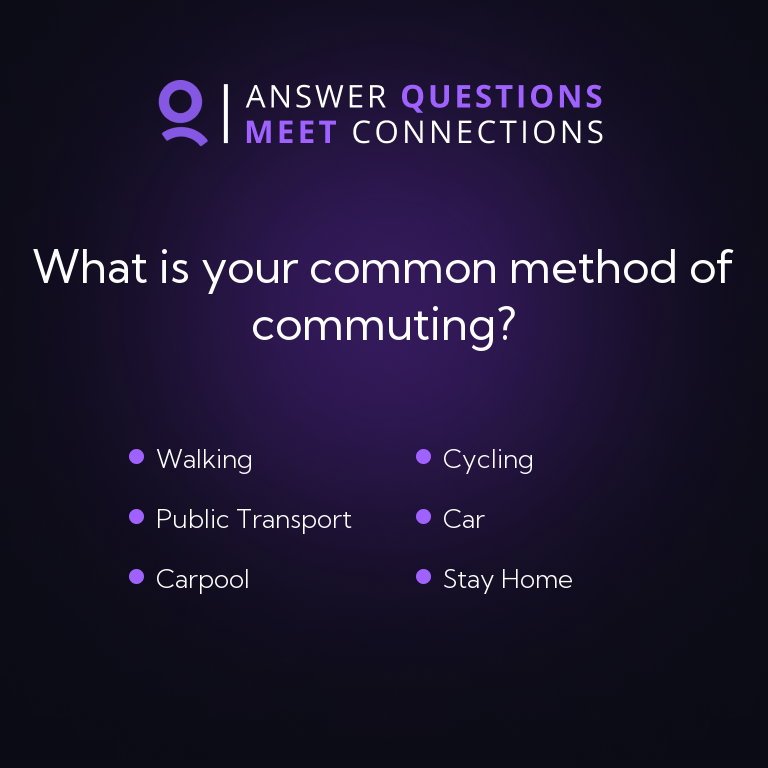 ANSWER QUESTIONS
MEET CONNECTIONS
What is your common method of
commuting?
Walking
Cycling
Public Transport
Car
Carpool
Stay Home